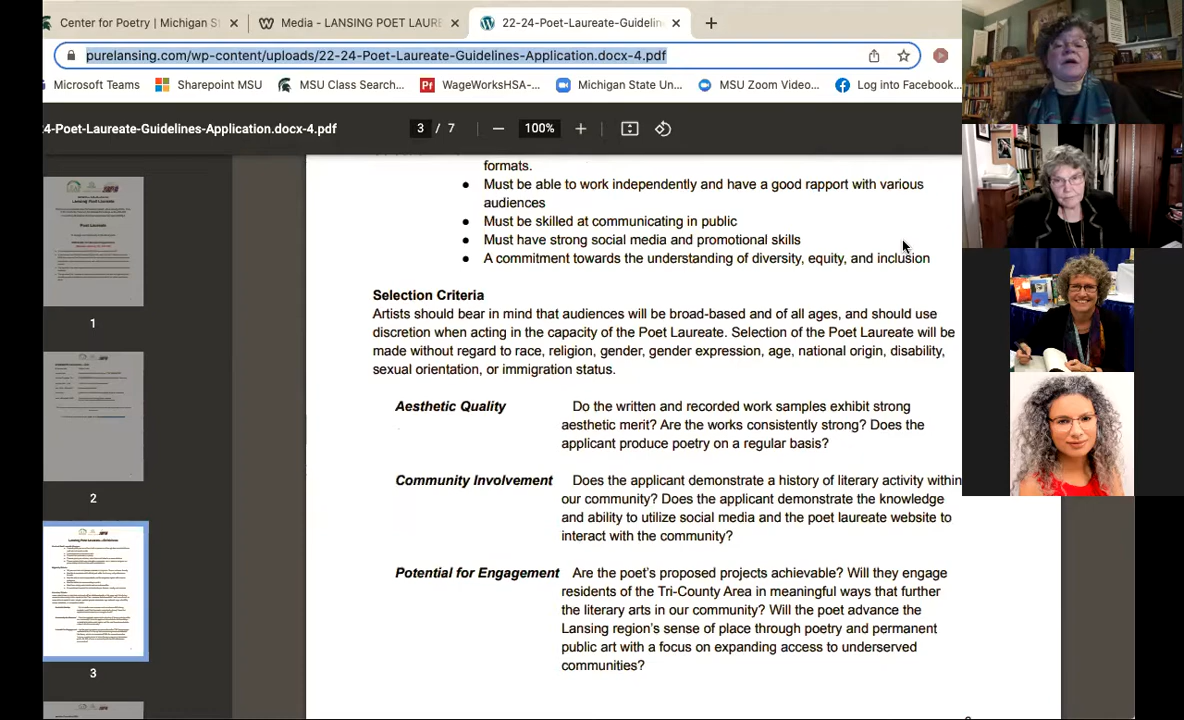 Center for Poetry | Michigan S
Media - LANSING POET LAURE
22-24-Poet-Laureate-Guidelin
purelansing.com/wp-content/uploads/22-24-Poet-Laureate-Guidelines-Application.docx-4.pdf
Microsoft Teams
Sharepoint MSU
MSU Class Search...
WageWorksHSA-...
Michigan State Un...
MSU Zoom Video...
Log into Facebook...
4-Poet-Laureate-Guidelines-Application.docx-4.pdf
3 / 7
100%
formats.
● Must be able to work independently and have a good rapport with various
audiences
● Must be skilled at communicating in public
● Must have strong social media and promotional skills
● A commitment towards the understanding of diversity, equity, and inclusion
Selection Criteria
Artists should bear in mind that audiences will be broad-based and of all ages, and should use
discretion when acting in the capacity of the Poet Laureate. Selection of the Poet Laureate will be
made without regard to race, religion, gender, gender expression, age, national origin, disability,
sexual orientation, or immigration status.
Aesthetic Quality Do the written and recorded work samples exhibit strong
aesthetic merit? Are the works consistently strong? Does the
applicant produce poetry on a regular basis?
Community Involvement Does the applicant demonstrate a history of literary activity within
our community? Does the applicant demonstrate the knowledge
and ability to utilize social media and the poet laureate website to
interact with the community?
Potential for Engagement Are the poet's proposed projects achievable? Will they engage
residents of the Tri-County Area in meaningful ways that further
the literary arts in our community? Will the poet advance the
Lansing region's sense of place through poetry and permanent
public art with a focus on expanding access to underserved
communities?
Lansing Poet Laureate
Poet Laureate
1
2
3